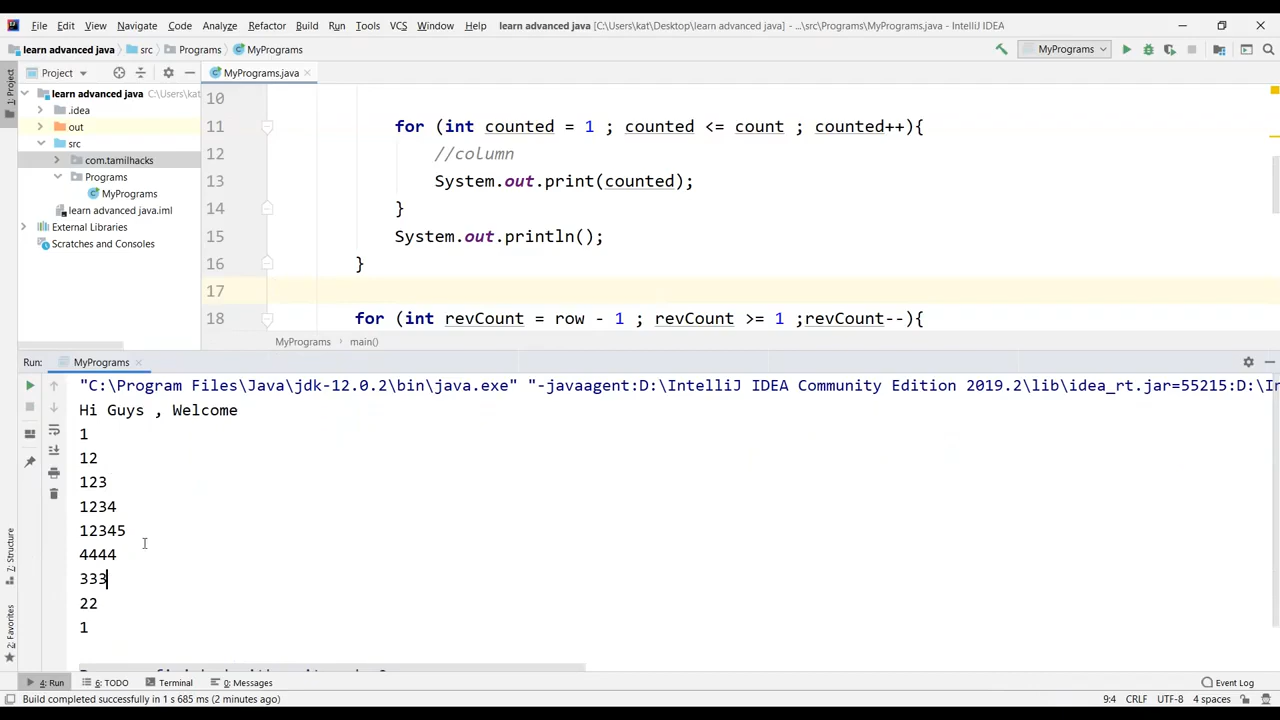 File Edit View Navigate Code Analyze Refactor Build Run Tools VCS Window Help learn advanced java [C:\Users\kat\Desktop\learn advanced java] - ...\src\Programs\MyPrograms.java - IntelliJ IDEA
learn advanced java src Programs MyPrograms MyPrograms
1: Project
Project MyPrograms.java
learn advanced java C:\Users\kat
.idea
out
src
com.tamilhacks
Programs
MyPrograms
learn advanced java.iml
External Libraries
Scratches and Consoles
10
11 for (int counted = 1 ; counted <= count ; counted++){
12 //column
13 System.out.print(counted);
14 }
15 System.out.println();
16 }
17
18 for (int revCount = row - 1 ; revCount >= 1 ;revCount--){
MyPrograms main()
Run: MyPrograms
"C:\Program Files\Java\jdk-12.0.2\bin\java.exe" "-javaagent:D:\IntelliJ IDEA Community Edition 2019.2\lib\idea_rt.jar=55215:D:\In
Hi Guys , Welcome
1
12
123
1234
12345
4444
333
22
1
7: Structure
2: Favorites
4: Run 6: TODO Terminal 0: Messages Event Log
Build completed successfully in 1 s 685 ms (2 minutes ago) 9:4 CRLF UTF-8 4 spaces